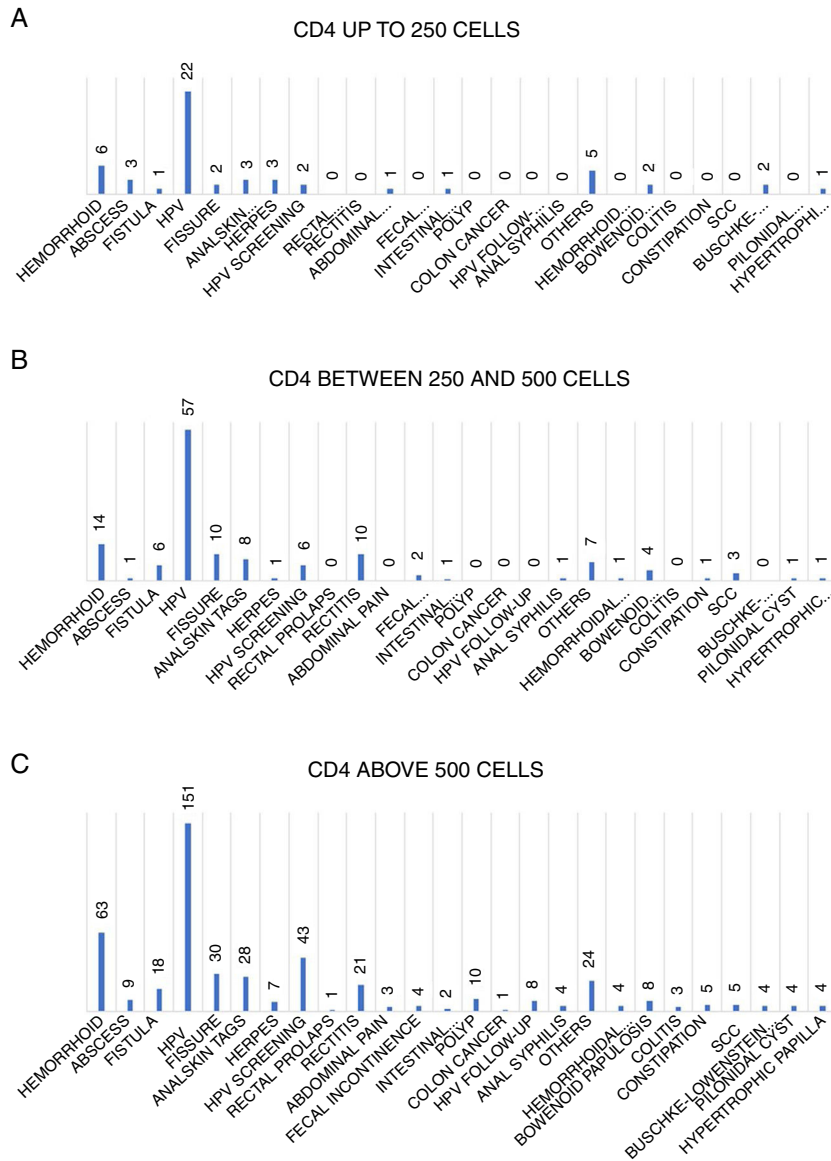 A
CD4 UP TO 250 CELLS
6 3 1 22 2 3 3 2 0 0 1 0 1 0 0 0 0 5 0 2 0 0 0 2 0 1
HEMORRHOID
ABSCESS
FISTULA
HPV
FISSURE
ANALSKIN...
HERPES
HPV SCREENING
RECTAL...
RECTITIS
ABDOMINAL...
FECAL...
INTESTINAL...
POLYP
COLON CANCER
HPV FOLLOW-...
ANAL SYPHILIS
OTHERS
HEMORRHOID...
BOWENOID...
COLITIS
CONSTIPATION
SCC
BUSCHKE-...
PILONIDAL...
HYPERTROPHI...
B
CD4 BETWEEN 250 AND 500 CELLS
14 1 6 57 10 8 1 6 0 10 0 2 1 0 0 0 1 7 1 4 0 1 3 0 1 1
HEMORRHOID
ABSCESS
FISTULA
HPV
FISSURE
ANALSKIN TAGS
HERPES
HPV SCREENING
RECTAL PROLAPS
RECTITIS
ABDOMINAL PAIN
FECAL...
INTESTINAL...
POLYP
COLON CANCER
HPV FOLLOW-UP
ANAL SYPHILIS
OTHERS
HEMORRHOIDAL...
BOWENOID...
COLITIS
CONSTIPATION
SCC
BUSCHKE-...
PILONIDAL CYST
HYPERTROPHIC...
C
CD4 ABOVE 500 CELLS
63 9 18 151 30 28 7 43 1 21 3 4 2 10 1 8 4 24 4 8 3 5 5 4 4 4
HEMORRHOID
ABSCESS
FISTULA
HPV
FISSURE
ANALSKIN TAGS
HERPES
HPV SCREENING
RECTAL PROLAPS
RECTITIS
ABDOMINAL PAIN
FECAL INCONTINENCE
INTESTINAL...
POLYP
COLON CANCER
HPV FOLLOW-UP
ANAL SYPHILIS
OTHERS
HEMORRHOIDAL...
BOWENOID PAPULOSIS
COLITIS
CONSTIPATION
SCC
BUSCHKE-LOWENSTEIN...
PILONIDAL CYST
HYPERTROPHIC PAPILLA